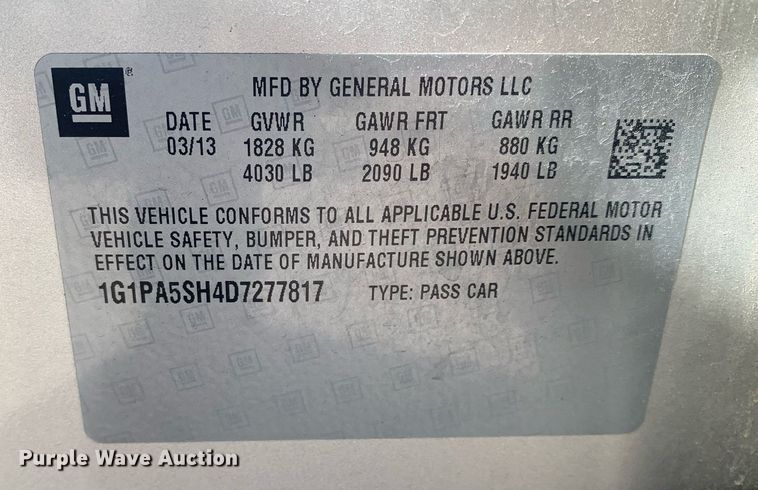 GM
MFD BY GENERAL MOTORS LLC
DATE GVWR GAWR FRT GAWR RR
03/13 1828 KG 948 KG 880 KG
4030 LB 2090 LB 1940 LB
THIS VEHICLE CONFORMS TO ALL APPLICABLE U.S. FEDERAL MOTOR
VEHICLE SAFETY, BUMPER, AND THEFT PREVENTION STANDARDS IN
EFFECT ON THE DATE OF MANUFACTURE SHOWN ABOVE.
1G1PA5SH4D7277817 TYPE: PASS CAR
Purple Wave Auction